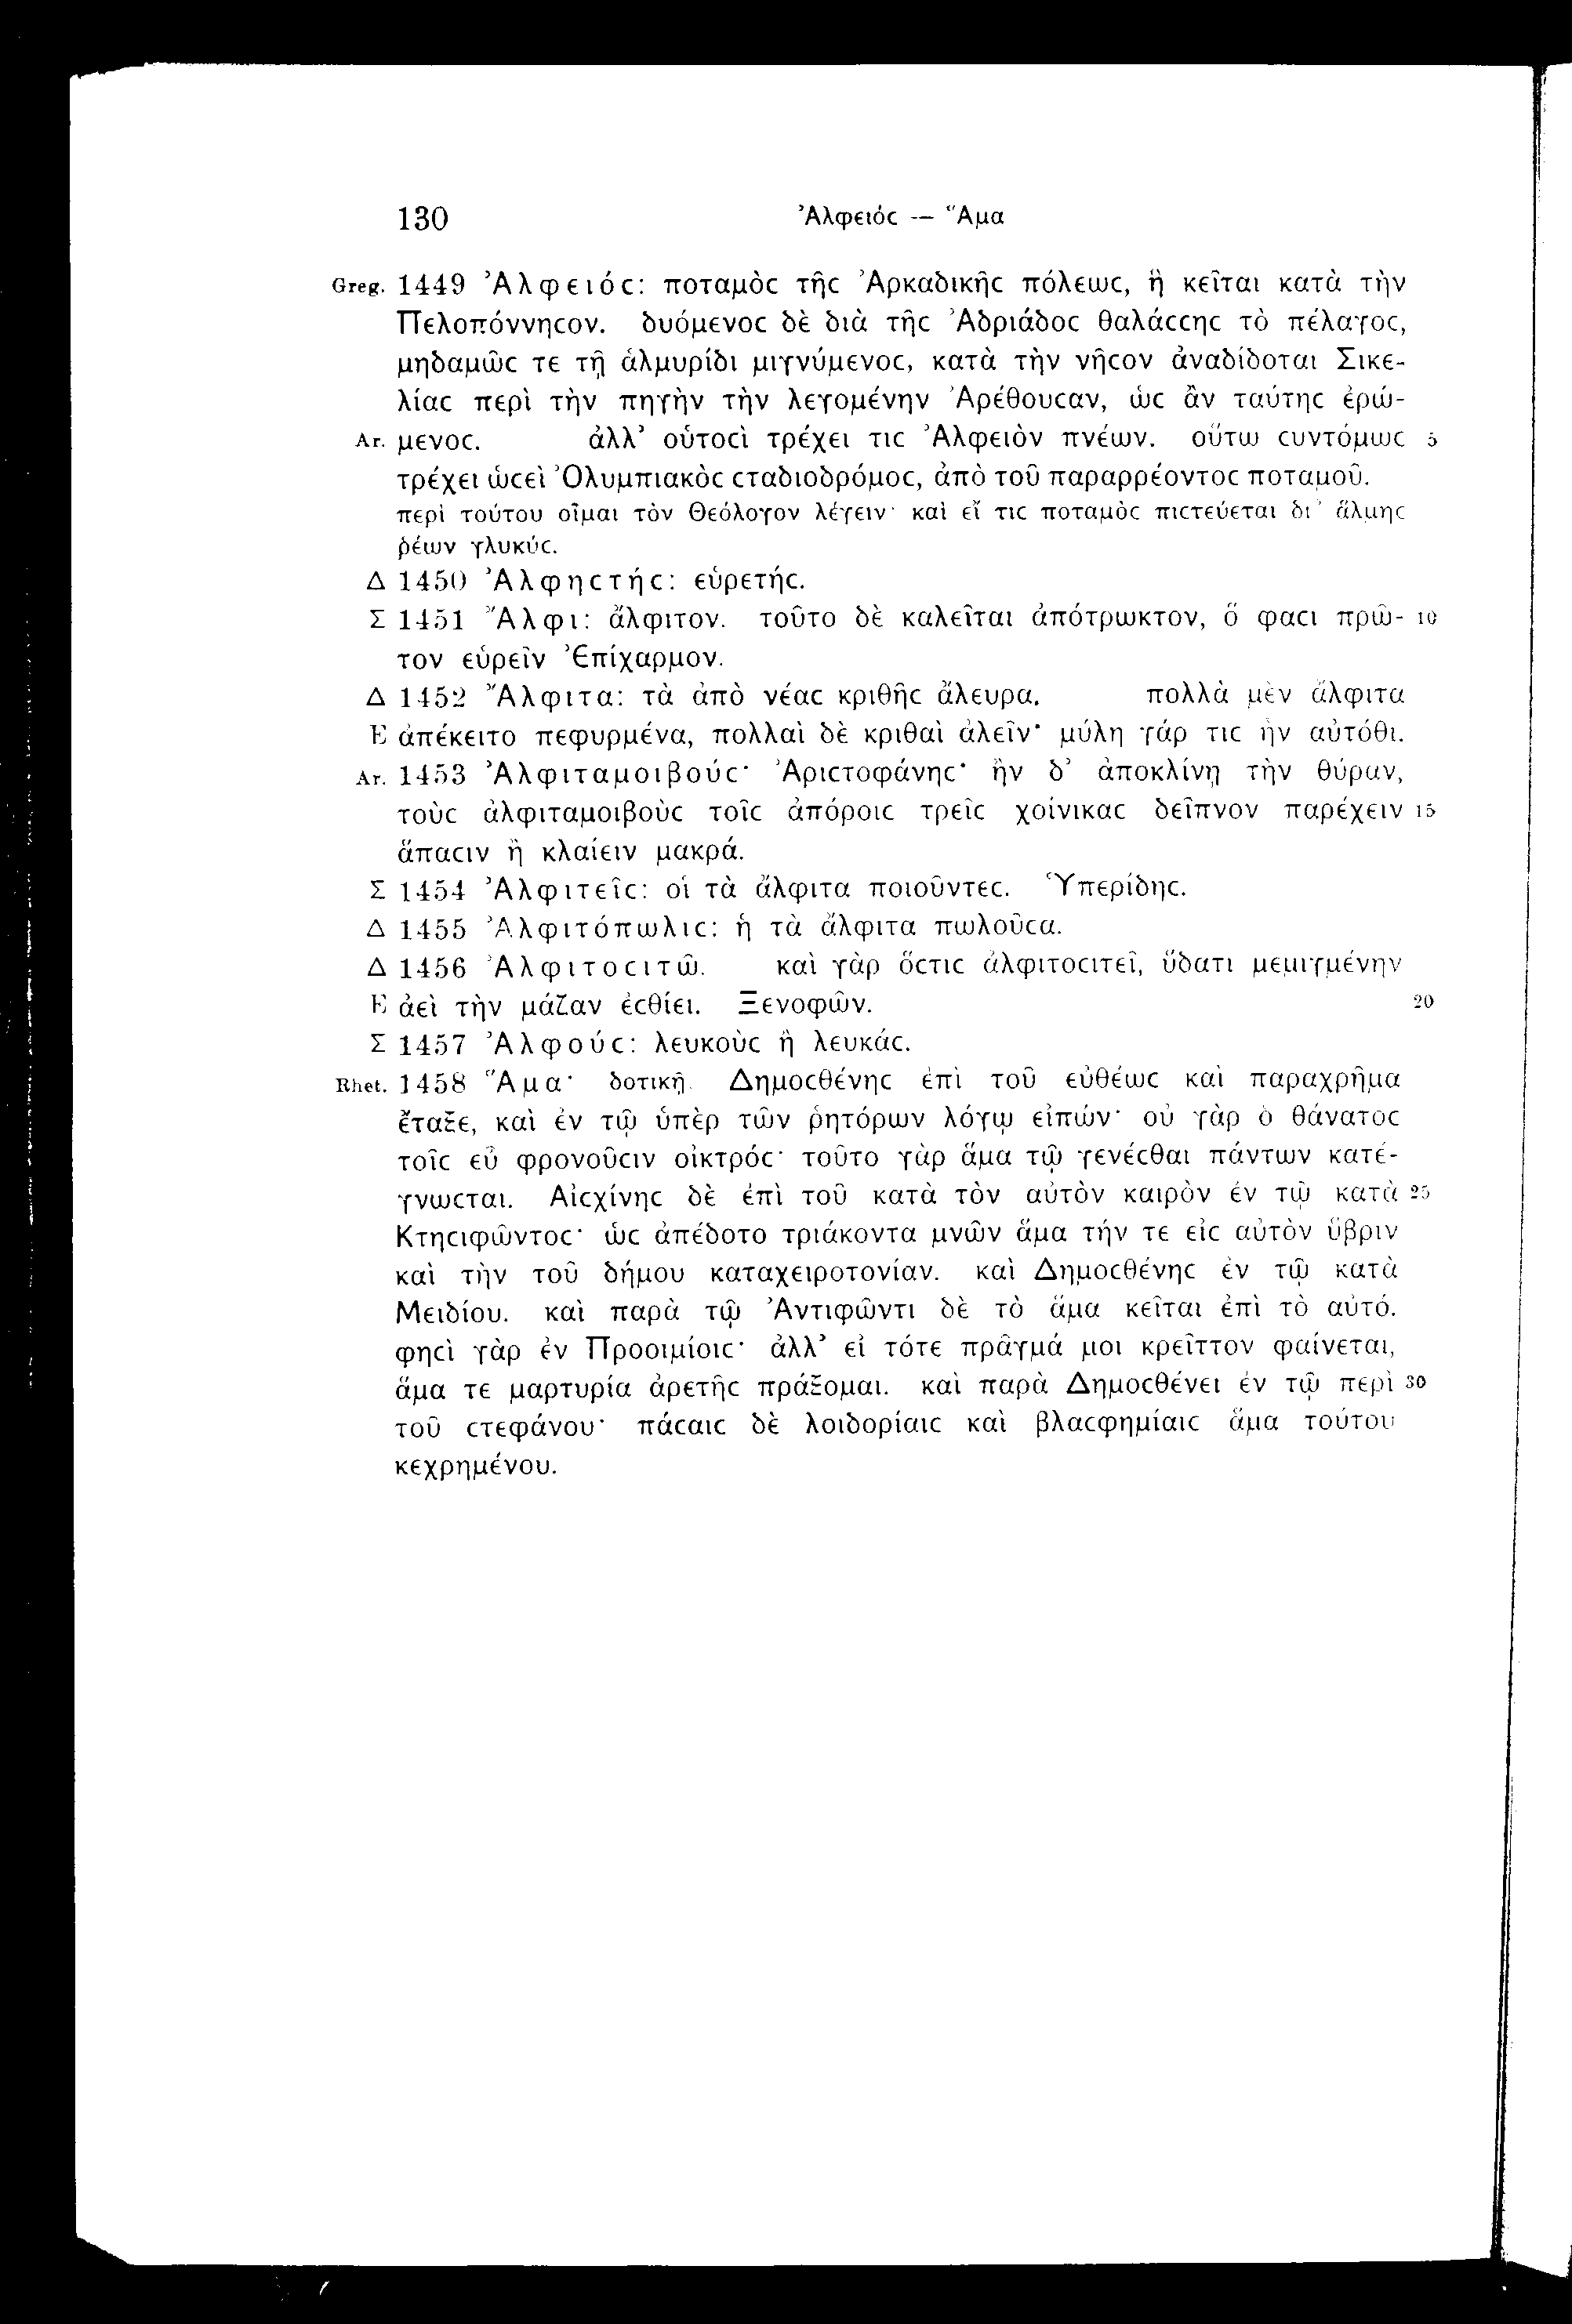 130 Ἀλφειόϲ — Ἅμα
Greg. 1449 Ἀλφειόϲ: ποταμὸϲ τῆϲ Ἀρκαδικῆϲ πόλεωϲ, ἣ κεῖται κατὰ τὴν
Πελοπόννηϲον. δυόμενοϲ δὲ διὰ τῆϲ Ἀδριάδοϲ θαλάϲϲηϲ τὸ πέλαγοϲ,
μηδαμῶϲ τε τῇ ἁλμυρίδι μιγνύμενοϲ, κατὰ τὴν νῆϲον ἀναδίδοται Σικε-
λίαϲ περὶ τὴν πηγὴν τὴν λεγομένην Ἀρέθουϲαν, ὡϲ ἂν ταύτηϲ ἐρώ-
Ar. μενοϲ. ἀλλ’ οὑτοϲὶ τρέχει τιϲ Ἀλφειὸν πνέων. οὕτω ϲυντόμωϲ 5
τρέχει ὡϲεὶ Ὀλυμπιακὸϲ ϲταδιοδρόμοϲ, ἀπὸ τοῦ παραρρέοντοϲ ποταμοῦ.
περὶ τούτου οἶμαι τὸν Θεόλογον λέγειν· καὶ εἴ τιϲ ποταμὸϲ πιϲτεύεται δι’ ἅλμηϲ
ῥέων γλυκύϲ.
Δ 1450 Ἀλφηϲτήϲ: εὑρετήϲ.
Σ 1451 Ἄλφι: ἄλφιτον. τοῦτο δὲ καλεῖται ἀπότρωκτον, ὅ φαϲι πρῶ- 10
τον εὑρεῖν Ἐπίχαρμον.
Δ 1452 Ἄλφιτα: τὰ ἀπὸ νέαϲ κριθῆϲ ἄλευρα. πολλὰ μὲν ἄλφιτα
E ἀπέκειτο πεφυρμένα, πολλαὶ δὲ κριθαὶ ἀλεῖν· μύλη γάρ τιϲ ἦν αὐτόθι.
Ar. 1453 Ἀλφιταμοιβούϲ· Ἀριϲτοφάνηϲ· ἢν δ’ ἀποκλίνῃ τὴν θύραν,
τοὺϲ ἀλφιταμοιβοὺϲ τοῖϲ ἀπόροιϲ τρεῖϲ χοίνικαϲ δεῖπνον παρέχειν 15
ἅπαϲιν ἢ κλαίειν μακρά.
Σ 1454 Ἀλφιτεῖϲ: οἱ τὰ ἄλφιτα ποιοῦντεϲ. Ὑπερίδηϲ.
Δ 1455 Ἀλφιτόπωλιϲ: ἡ τὰ ἄλφιτα πωλοῦϲα.
Δ 1456 Ἀλφιτοϲιτῶ. καὶ γὰρ ὅϲτιϲ ἀλφιτοϲιτεῖ, ὕδατι μεμιγμένην
E ἀεὶ τὴν μάζαν ἐϲθίει. Ξενοφῶν. 20
Σ 1457 Ἀλφούϲ: λευκοὺϲ ἢ λευκάϲ.
Rhet. 1458 Ἅμα· δοτικῇ. Δημοϲθένηϲ ἐπὶ τοῦ εὐθέωϲ καὶ παραχρῆμα
ἔταξε, καὶ ἐν τῷ ὑπὲρ τῶν ῥητόρων λόγῳ εἰπών· οὐ γὰρ ὁ θάνατοϲ
τοῖϲ εὖ φρονοῦϲιν οἰκτρόϲ· τοῦτο γὰρ ἅμα τῷ γενέϲθαι πάντων κατέ-
γνωϲται. Αἰϲχίνηϲ δὲ ἐπὶ τοῦ κατὰ τὸν αὐτὸν καιρὸν ἐν τῷ κατὰ 25
Κτηϲιφῶντοϲ· ὡϲ ἀπέδοτο τριάκοντα μνῶν ἅμα τήν τε εἰϲ αὐτὸν ὕβριν
καὶ τὴν τοῦ δήμου καταχειροτονίαν. καὶ Δημοϲθένηϲ ἐν τῷ κατὰ
Μειδίου. καὶ παρὰ τῷ Ἀντιφῶντι δὲ τὸ ἅμα κεῖται ἐπὶ τὸ αὐτό.
φηϲὶ γὰρ ἐν Προοιμίοιϲ· ἀλλ’ εἰ τότε πρᾶγμά μοι κρεῖττον φαίνεται,
ἅμα τε μαρτυρία ἀρετῆϲ πράξομαι. καὶ παρὰ Δημοϲθένει ἐν τῷ περὶ 30
τοῦ ϲτεφάνου· πάϲαιϲ δὲ λοιδορίαιϲ καὶ βλαϲφημίαιϲ ἅμα τούτου
κεχρημένου.